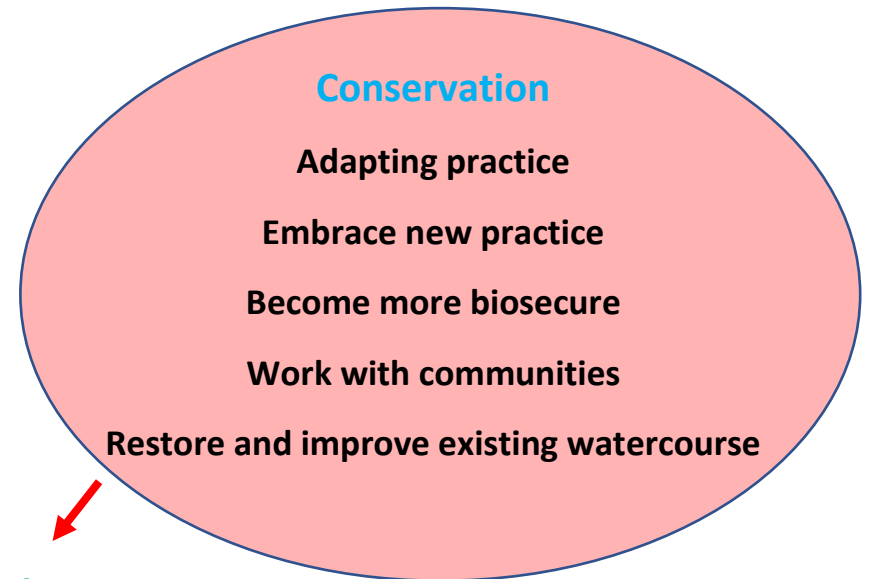 Conservation
Adapting practice
Embrace new practice
Become more biosecure
Work with communities
Restore and improve existing watercourse